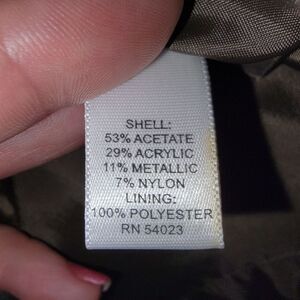 SHELL:
53% ACETATE
29% ACRYLIC
11% METALLIC
7% NYLON
LINING:
100% POLYESTER
RN 54023